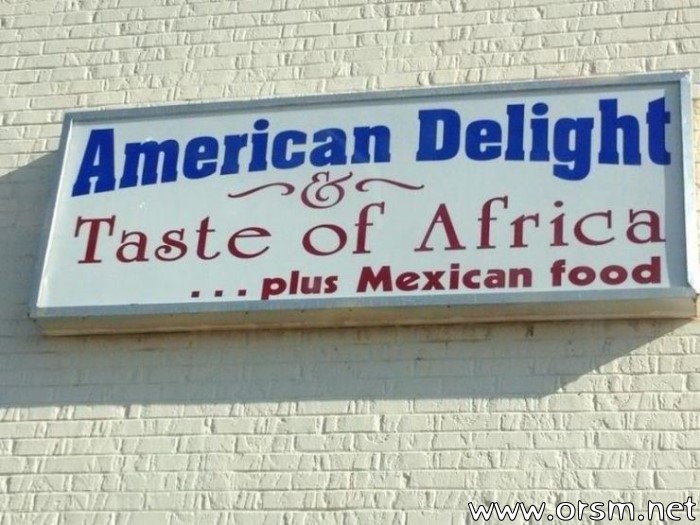 American Delight
&
Taste of Africa
...plus Mexican food
www.orsm.net